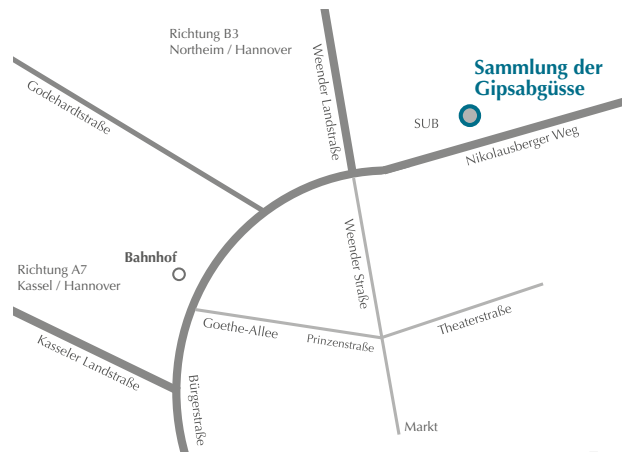 Richtung B3
Northeim / Hannover
Weender Landstraße
Sammlung der
Gipsabgüsse
SUB
Godehardtstraße
Nikolausberger Weg
Bahnhof
Weender Straße
Richtung A7
Kassel / Hannover
Goethe-Allee
Prinzenstraße
Theaterstraße
Kasseler Landstraße
Bürgerstraße
Markt